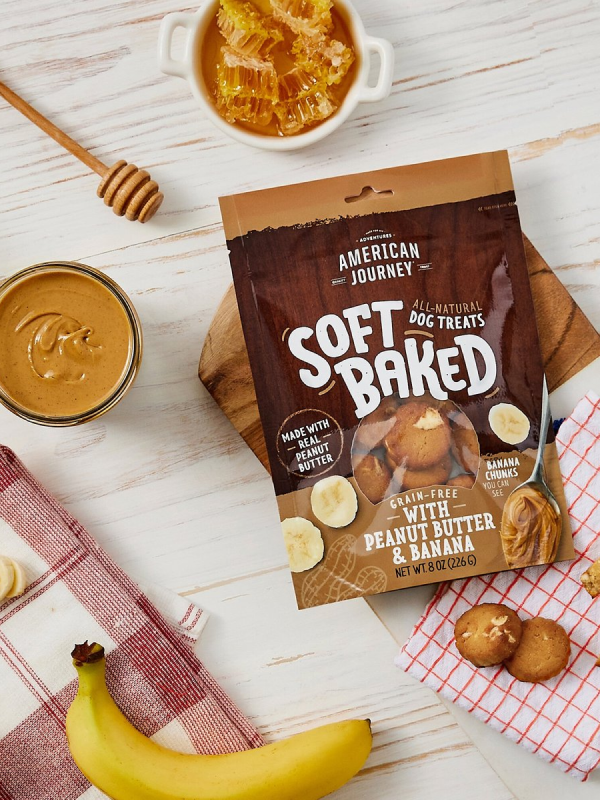 ADVENTURES
AMERICAN
JOURNEY
SOFT
ALL-NATURAL
DOG TREATS
BAKED
MADE WITH
REAL
PEANUT
BUTTER
BANANA
CHUNKS
YOU CAN
SEE
GRAIN-FREE
WITH
PEANUT BUTTER
& BANANA
NET WT. 8 OZ (226 G)